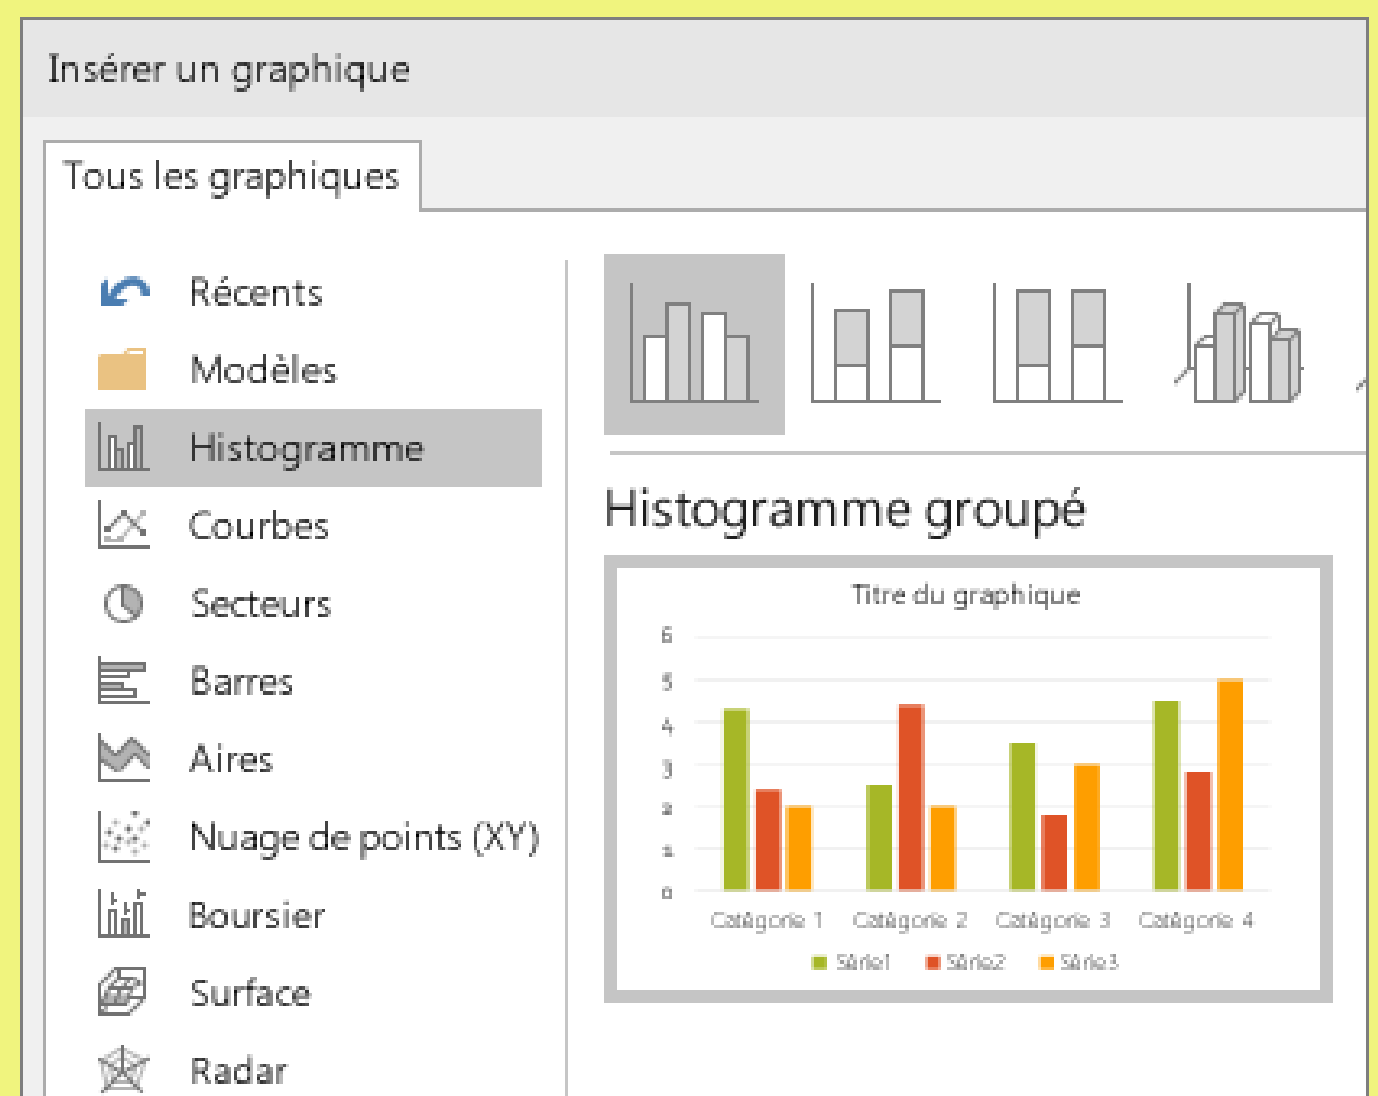 Insérer un graphique
Tous les graphiques
Récents
Modèles
Histogramme
Courbes
Secteurs
Barres
Aires
Nuage de points (XY)
Boursier
Surface
Radar
Histogramme groupé
Titre du graphique
6
5
4
3
2
1
0
Catégorie 1 Catégorie 2 Catégorie 3 Catégorie 4
Série1 Série2 Série3